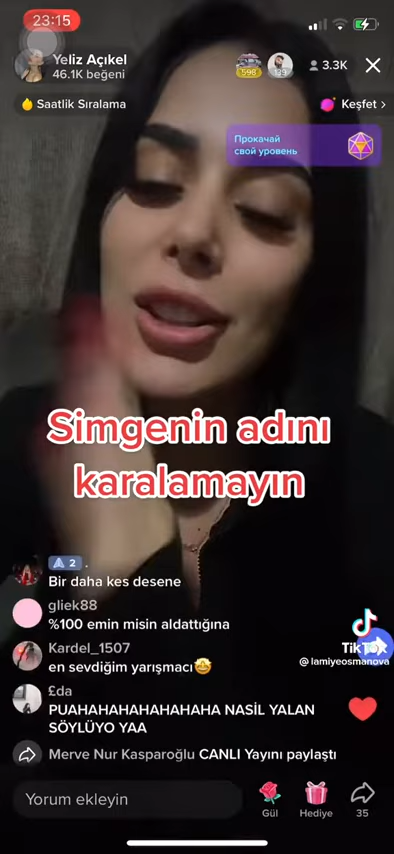 23:15
Yeliz Açıkel
46.1K beğeni
598
139
3.3K
Saatlik Sıralama
Keşfet >
Прокачай
свой уровень
Simgenin adını
karalamayın
A 2 .
Bir daha kes desene
gliek88
%100 emin misin aldattığına
Kardel_1507
en sevdiğim yarışmacı🤩
£da
PUAHAHAHAHAHAHAHA NASIL YALAN
SÖYLÜYO YAA
TikTok
@ lamiyeosmanova
Merve Nur Kasparoğlu CANLI Yayını paylaştı
Yorum ekleyin
Gül
Hediye
35